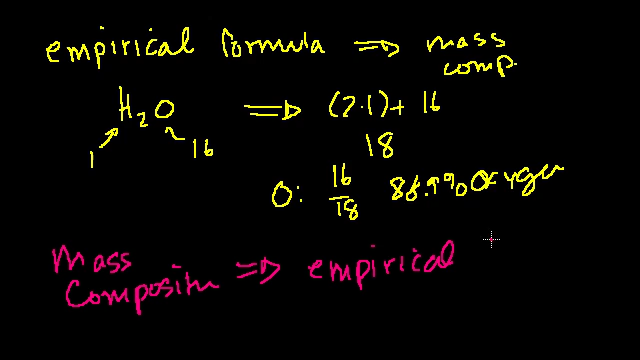 empirical formula ⇒ mass comp.
H₂O ⇒ (2·1) + 16
1 16 18
O: 16/18 88.9% Oxygen
Mass
Composition ⇒ empirical